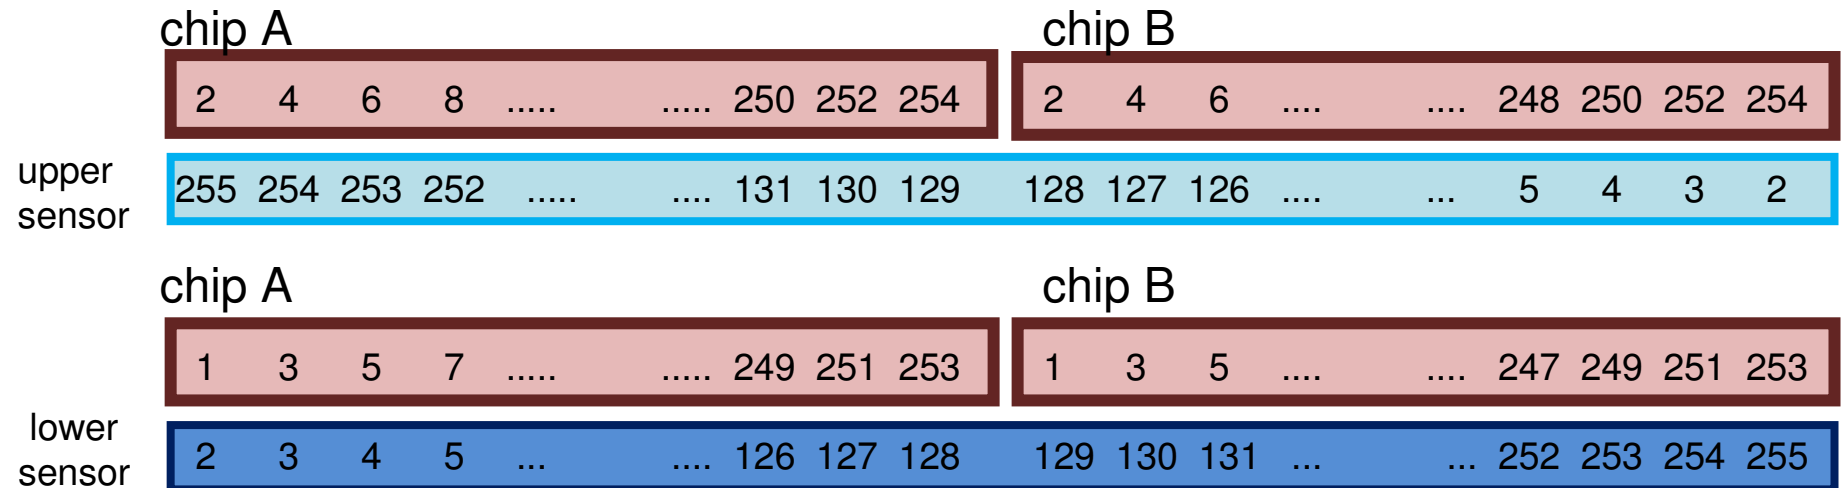 chip A chip B
2 4 6 8 ..... ..... 250 252 254 2 4 6 .... .... 248 250 252 254
upper
sensor
255 254 253 252 ..... .... 131 130 129 128 127 126 .... ... 5 4 3 2
chip A chip B
1 3 5 7 ..... ..... 249 251 253 1 3 5 .... .... 247 249 251 253
lower
sensor
2 3 4 5 ... .... 126 127 128 129 130 131 ... ... 252 253 254 255